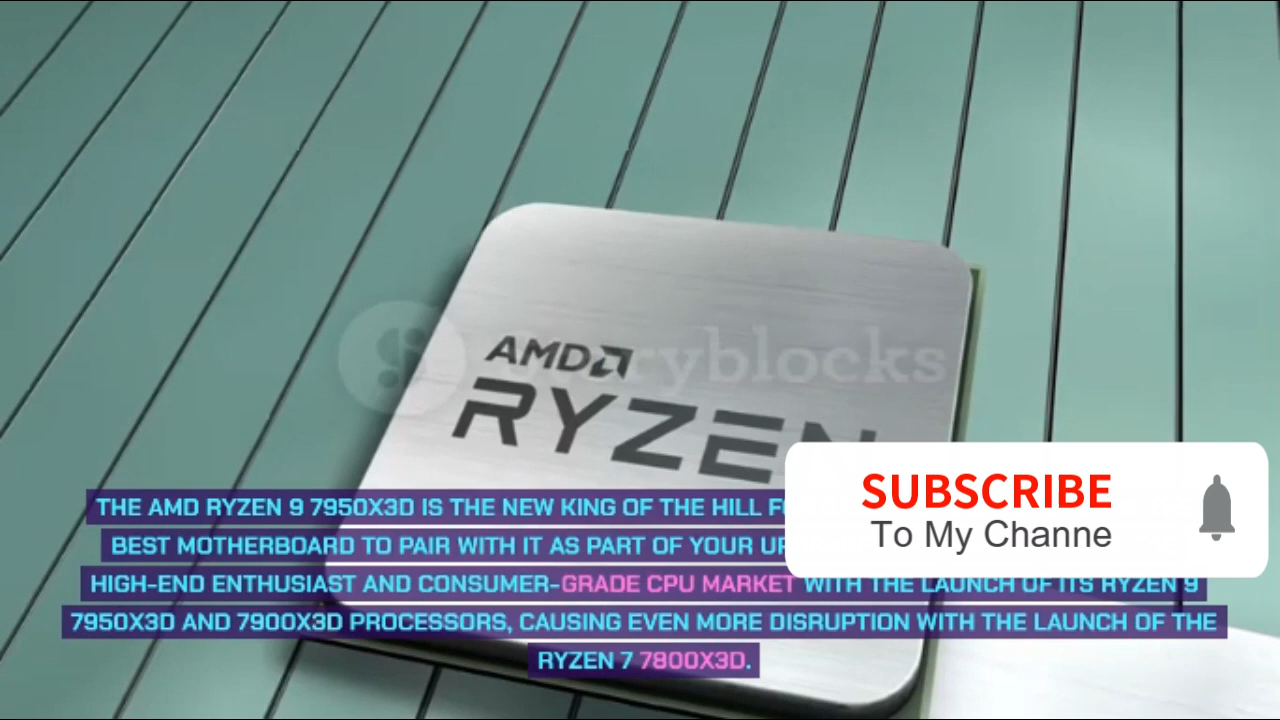 AMD
ryblocks
RYZEN
SUBSCRIBE
To My Channe
THE AMD RYZEN 9 7950X3D IS THE NEW KING OF THE HILL
BEST MOTHERBOARD TO PAIR WITH IT AS PART OF YOUR
HIGH-END ENTHUSIAST AND CONSUMER-GRADE CPU MARKET WITH THE LAUNCH OF ITS RYZEN 9
7950X3D AND 7900X3D PROCESSORS, CAUSING EVEN MORE DISRUPTION WITH THE LAUNCH OF THE
RYZEN 7 7800X3D.